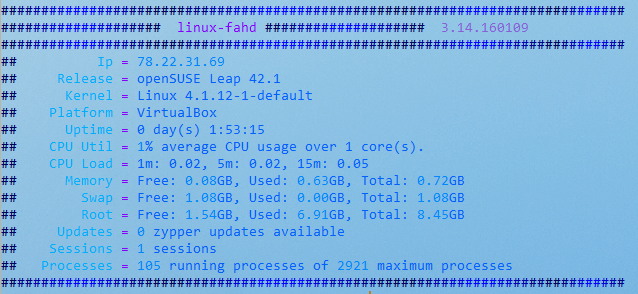 ###############################################################################
#################### linux-fahd #################### 3.14.160109
###############################################################################
## Ip = 78.22.31.69
## Release = openSUSE Leap 42.1
## Kernel = Linux 4.1.12-1-default
## Platform = VirtualBox
## Uptime = 0 day(s) 1:53:15
## CPU Util = 1% average CPU usage over 1 core(s).
## CPU Load = 1m: 0.02, 5m: 0.02, 15m: 0.05
## Memory = Free: 0.08GB, Used: 0.63GB, Total: 0.72GB
## Swap = Free: 1.08GB, Used: 0.00GB, Total: 1.08GB
## Root = Free: 1.54GB, Used: 6.91GB, Total: 8.45GB
## Updates = 0 zypper updates available
## Sessions = 1 sessions
## Processes = 105 running processes of 2921 maximum processes
###############################################################################